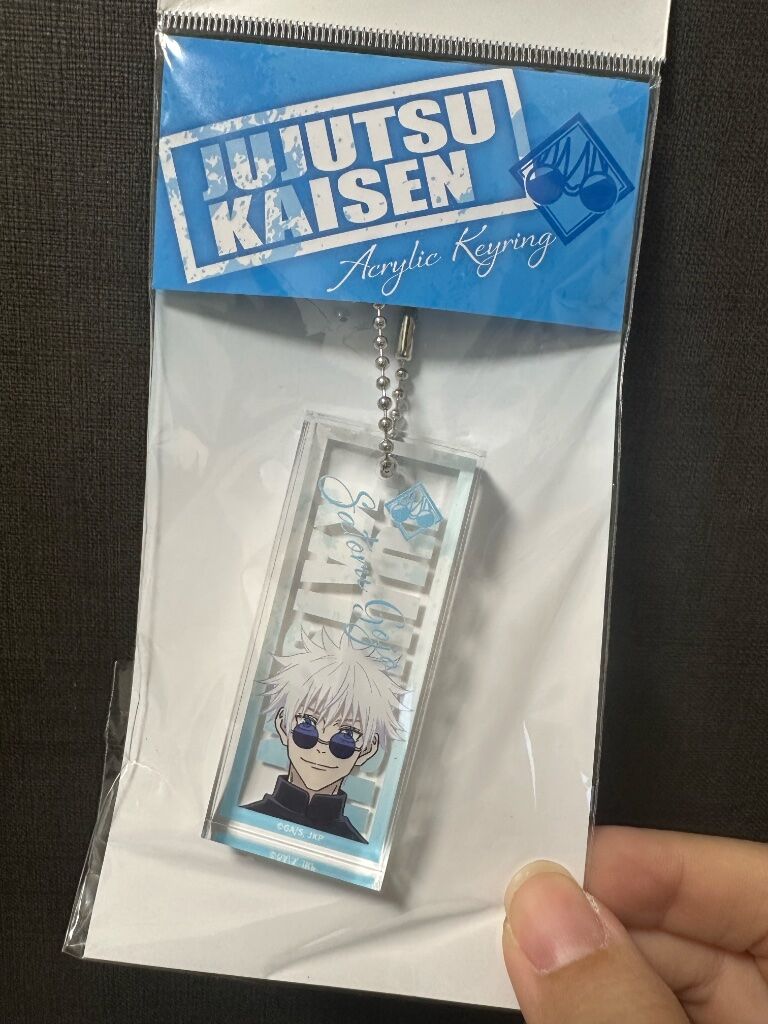 JUJUTSU
KAISEN
Acrylic Keyring
Satoru Gojo
©GA/S, JKP